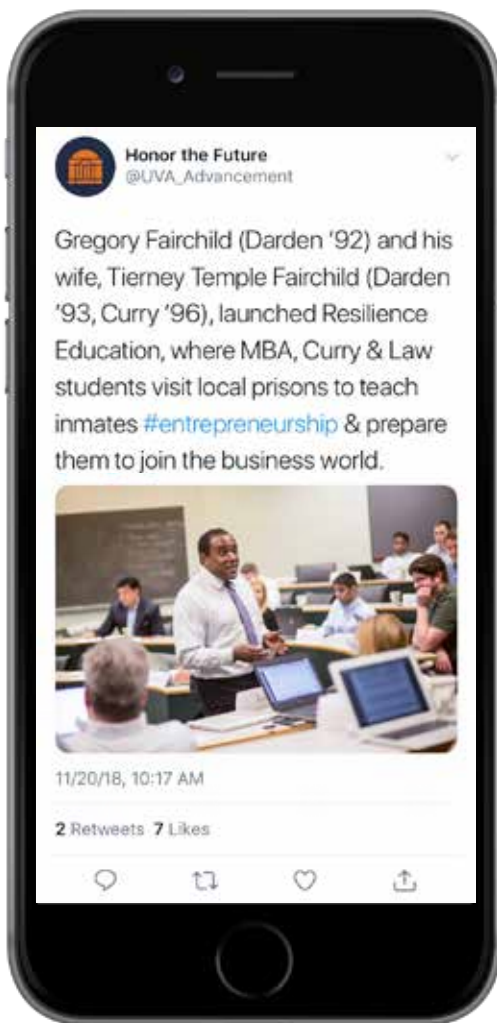 Honor the Future
@UVA_Advancement
Gregory Fairchild (Darden '92) and his
wife, Tierney Temple Fairchild (Darden
'93, Curry '96), launched Resilience
Education, where MBA, Curry & Law
students visit local prisons to teach
inmates #entrepreneurship & prepare
them to join the business world.
11/20/18, 10:17 AM
2 Retweets 7 Likes